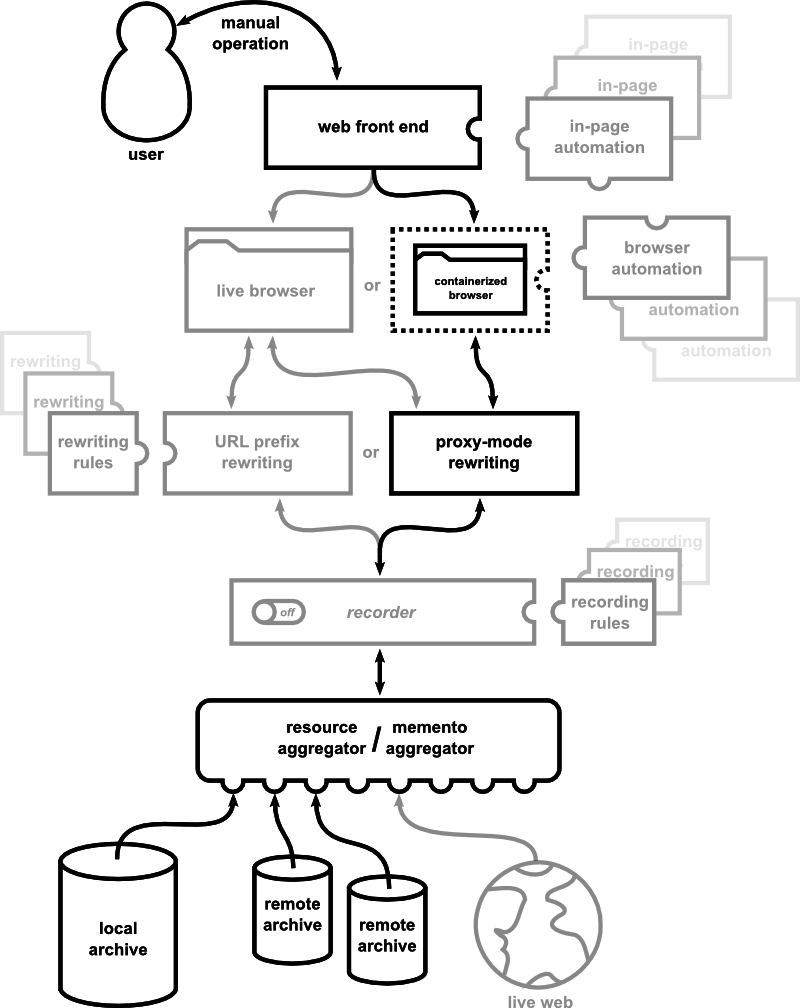 manual
operation
user
web front end
in-page
in-page
in-page
automation
live browser
or
containerized
browser
browser
automation
automation
automation
rewriting
rewriting
rewriting
rules
URL prefix
rewriting
or
proxy-mode
rewriting
off
recorder
recording
recording
recording
rules
resource
aggregator
/
memento
aggregator
local
archive
remote
archive
remote
archive
live web